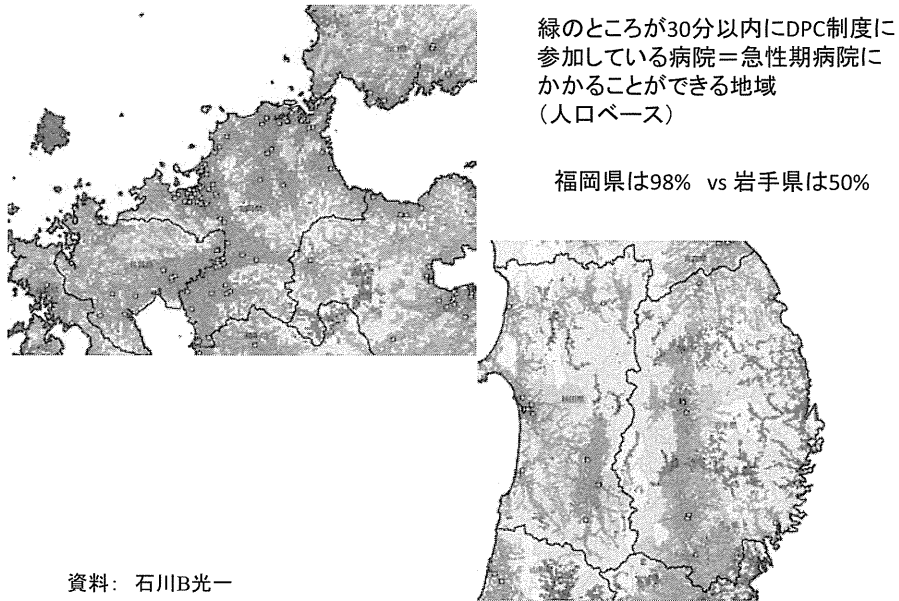 緑のところが30分以内にDPC制度に
参加している病院＝急性期病院に
かかることができる地域
（人口ベース）
福岡県は98% vs 岩手県は50%
資料： 石川B光一